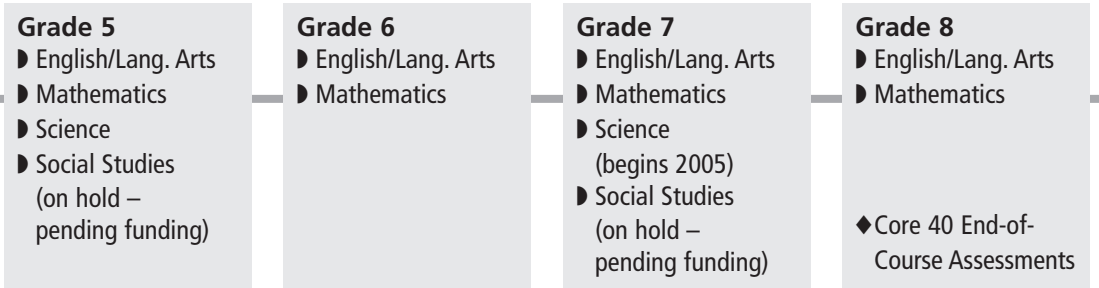 Grade 5
◗ English/Lang. Arts
◗ Mathematics
◗ Science
◗ Social Studies
(on hold –
pending funding)
Grade 6
◗ English/Lang. Arts
◗ Mathematics
Grade 7
◗ English/Lang. Arts
◗ Mathematics
◗ Science
(begins 2005)
◗ Social Studies
(on hold –
pending funding)
Grade 8
◗ English/Lang. Arts
◗ Mathematics
♦Core 40 End-of-
Course Assessments